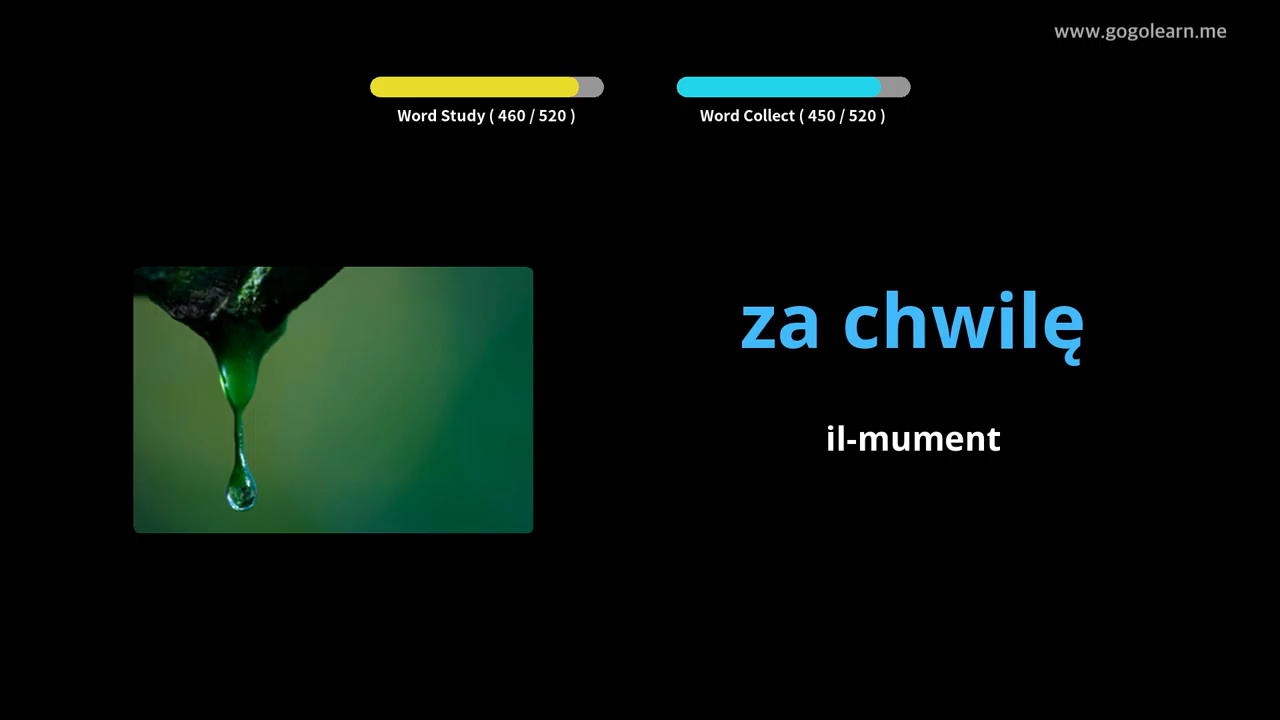 www.gogolearn.me
Word Study ( 460 / 520 )
Word Collect ( 450 / 520 )
za chwilę
il-mument